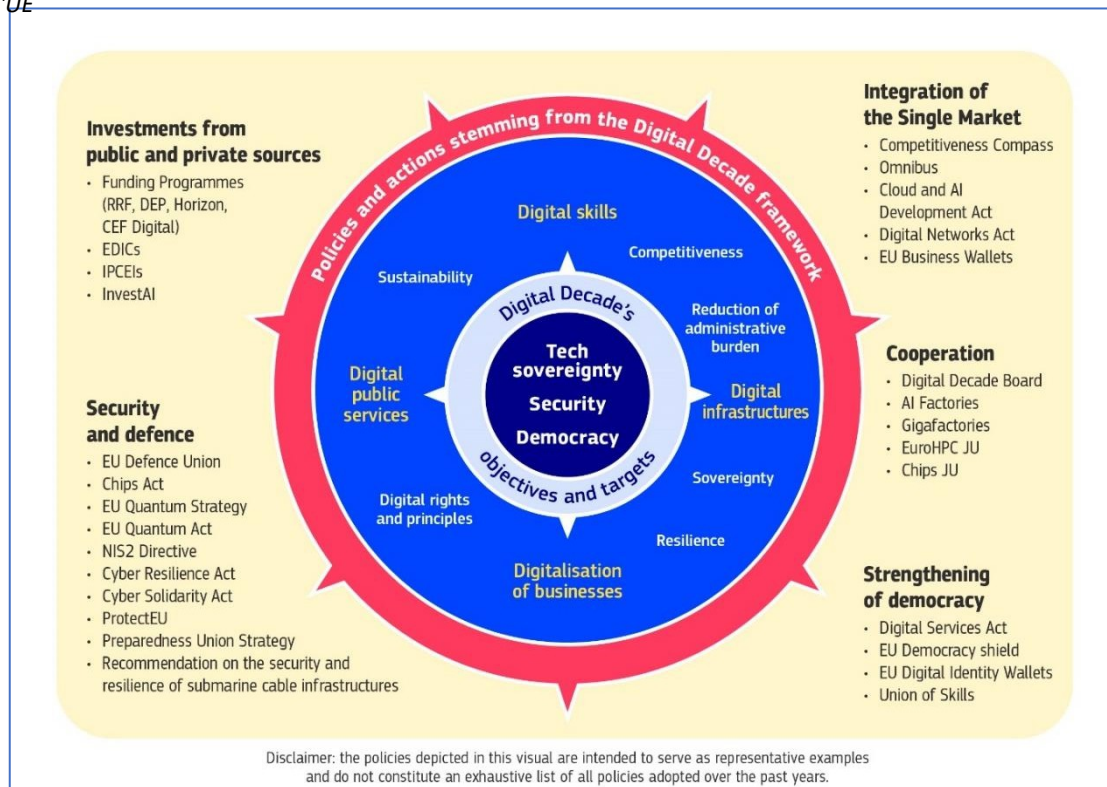 UE
Investments from
public and private sources
• Funding Programmes
(RRF, DEP, Horizon,
CEF Digital)
• EDICs
• IPCEIs
• InvestAI
Security
and defence
• EU Defence Union
• Chips Act
• EU Quantum Strategy
• EU Quantum Act
• NIS2 Directive
• Cyber Resilience Act
• Cyber Solidarity Act
• ProtectEU
• Preparedness Union Strategy
• Recommendation on the security and
resilience of submarine cable infrastructures
Policies and actions stemming from the Digital Decade framework
Digital skills
Competitiveness
Sustainability
Reduction of
administrative
burden
Digital
public
services
Digital
infrastructures
Digital rights
and principles
Sovereignty
Resilience
Digitalisation
of businesses
Digital Decade's
objectives and targets
Tech
sovereignty
Security
Democracy
Integration of
the Single Market
• Competitiveness Compass
• Omnibus
• Cloud and AI
Development Act
• Digital Networks Act
• EU Business Wallets
Cooperation
• Digital Decade Board
• AI Factories
• Gigafactories
• EuroHPC JU
• Chips JU
Strengthening
of democracy
• Digital Services Act
• EU Democracy shield
• EU Digital Identity Wallets
• Union of Skills
Disclaimer: the policies depicted in this visual are intended to serve as representative examples
and do not constitute an exhaustive list of all policies adopted over the past years.